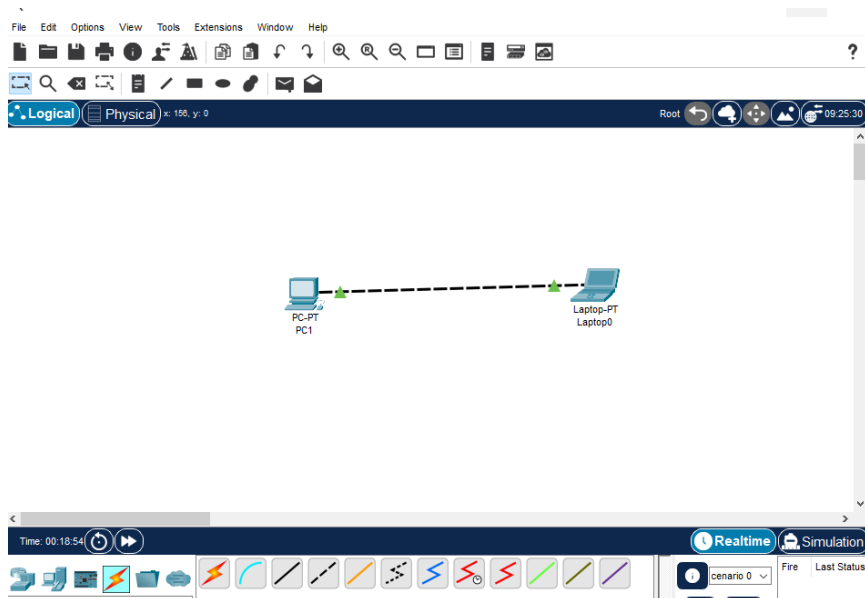 File Edit Options View Tools Extensions Window Help
?
Logical Physical x: 156, y: 0 Root 09:25:30
PC-PT
PC1
Laptop-PT
Laptop0
Time: 00:18:54 Realtime Simulation
cenario 0 Fire Last Status